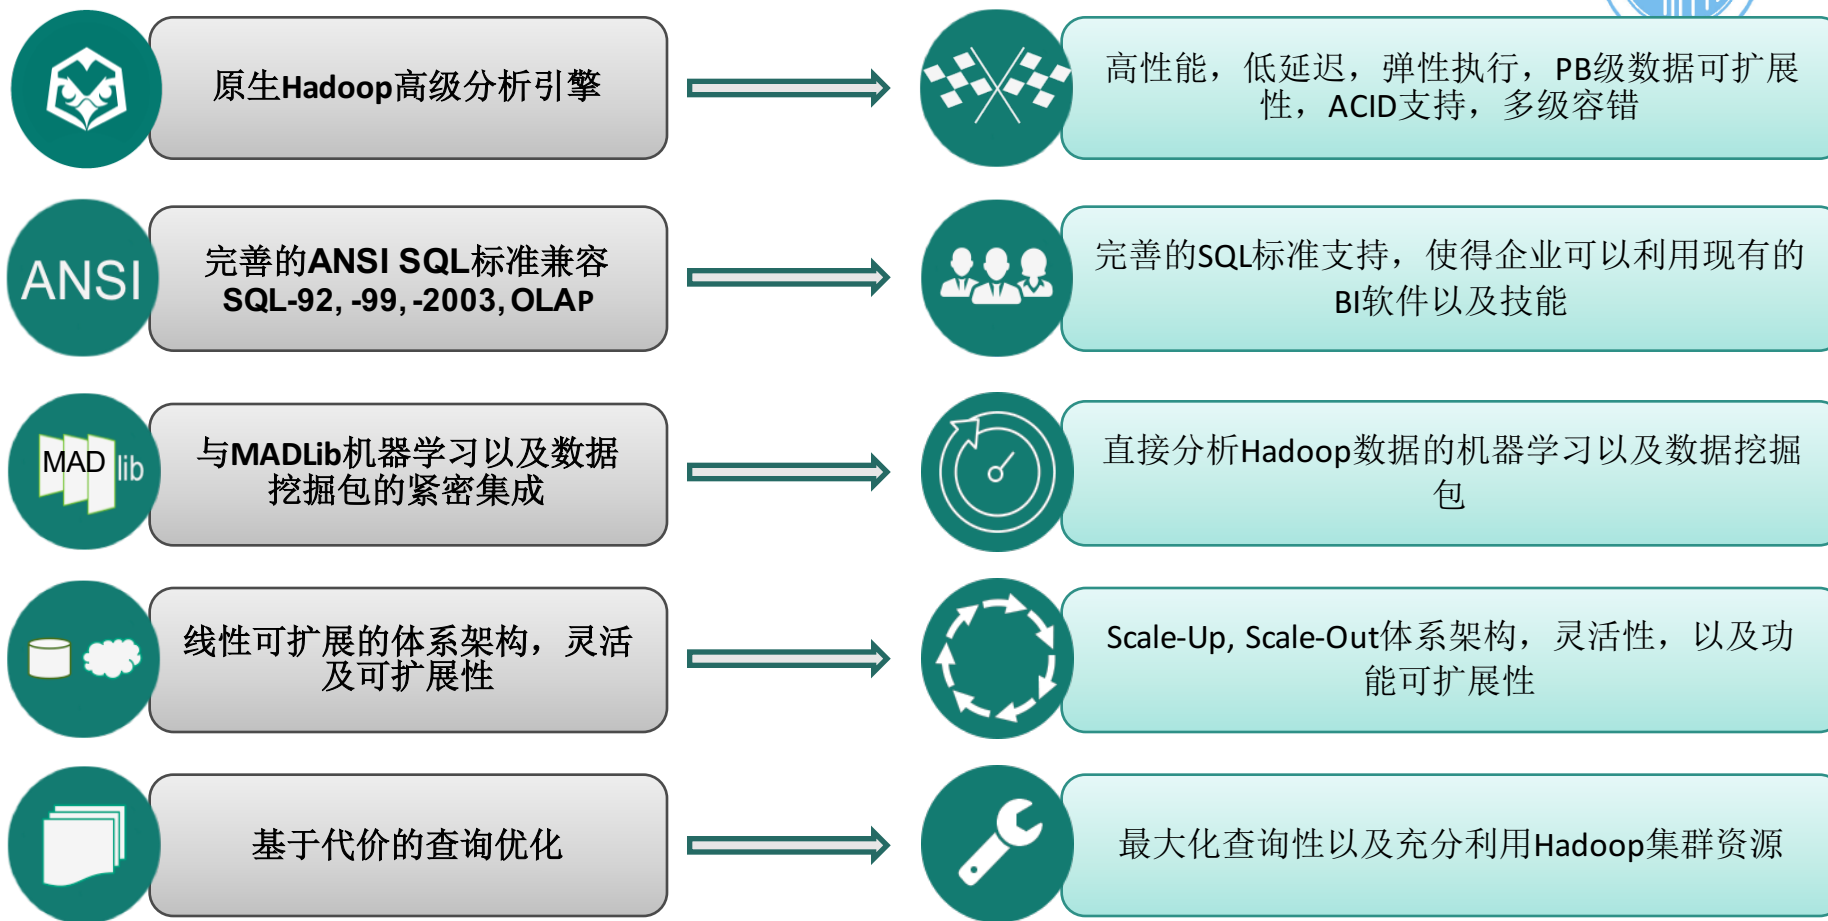 原生Hadoop高级分析引擎
高性能，低延迟，弹性执行，PB级数据可扩展
性，ACID支持，多级容错
ANSI
完善的ANSI SQL标准兼容
SQL-92, -99, -2003, OLAP
完善的SQL标准支持，使得企业可以利用现有的
BI软件以及技能
MAD lib
与MADLib机器学习以及数据
挖掘包的紧密集成
直接分析Hadoop数据的机器学习以及数据挖掘
包
线性可扩展的体系架构，灵活
及可扩展性
Scale-Up, Scale-Out体系架构，灵活性，以及功
能可扩展性
基于代价的查询优化
最大化查询性以及充分利用Hadoop集群资源